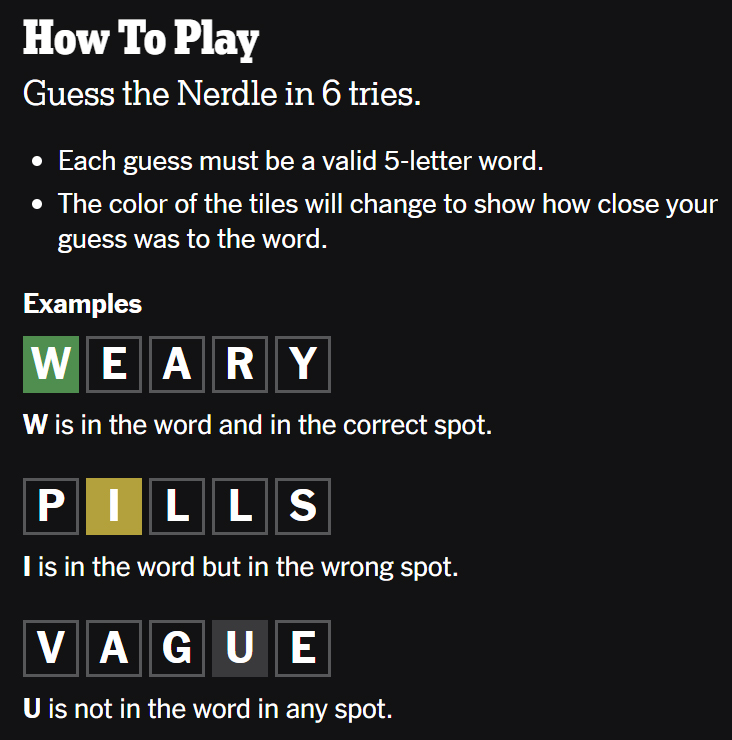 How To Play
Guess the Nerdle in 6 tries.
• Each guess must be a valid 5-letter word.
• The color of the tiles will change to show how close your
guess was to the word.
Examples
W E A R Y
W is in the word and in the correct spot.
P I L L S
I is in the word but in the wrong spot.
V A G U E
U is not in the word in any spot.